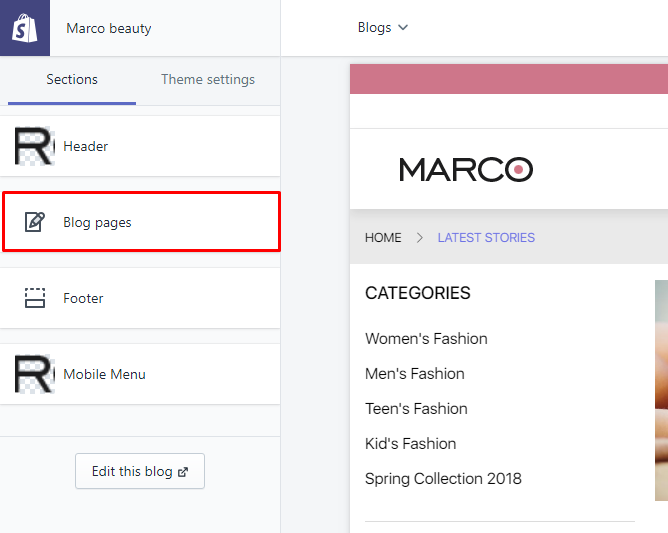 Marco beauty
Blogs
Sections
Theme settings
Header
Blog pages
Footer
Mobile Menu
Edit this blog
MARCO
HOME
LATEST STORIES
CATEGORIES
Women's Fashion
Men's Fashion
Teen's Fashion
Kid's Fashion
Spring Collection 2018